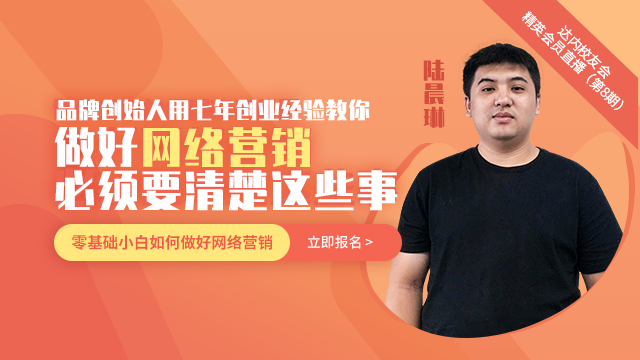 达内校友会
精英会员直播（第8期）
陆晨琳
品牌创始人用七年创业经验教你
做好网络营销
必须要清楚这些事
零基础小白如何做好网络营销
立即报名 >